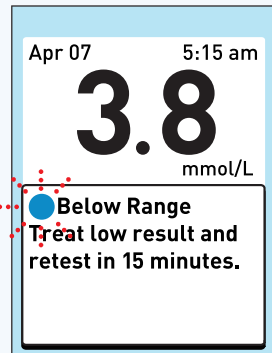 Apr 07 5:15 am
3.8
mmol/L
Below Range
Treat low result and
retest in 15 minutes.